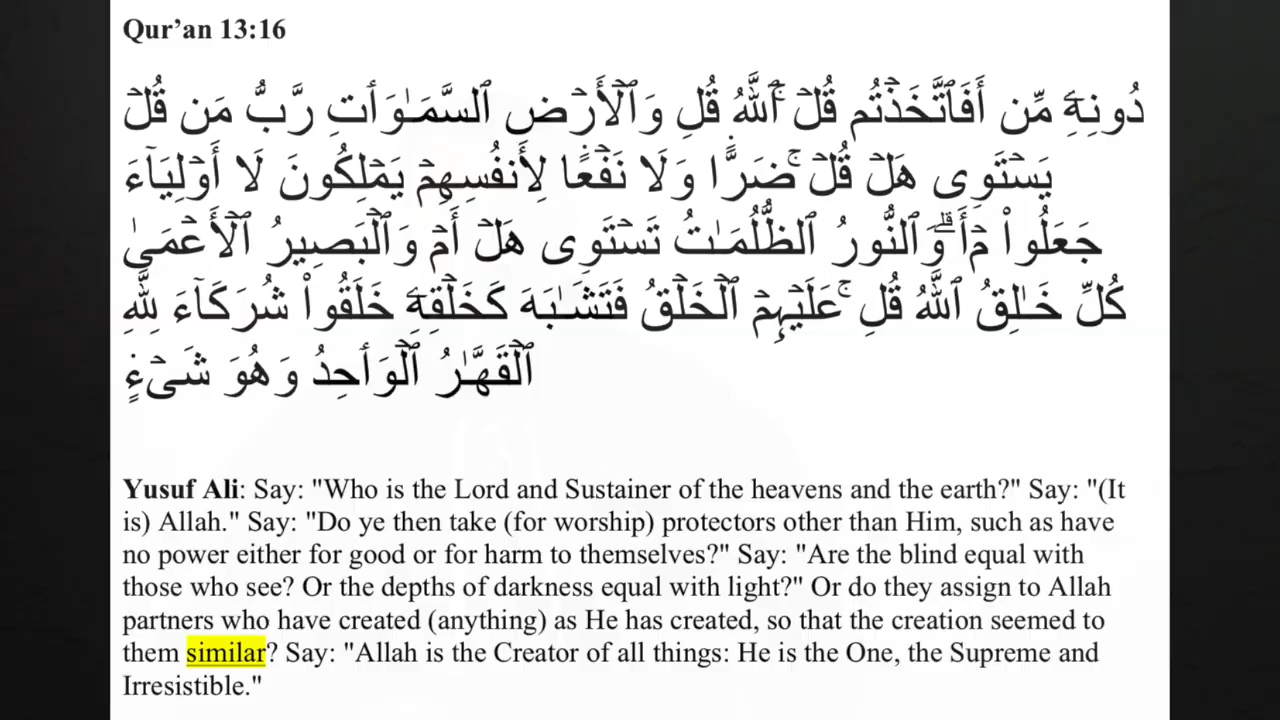 Qur’an 13:16
دُونِهِۦۤ مِّن أَفَٱتَّخَذۡتُم قُلۡ ٱللَّهُۚ قُلِ وَٱلۡأَرۡضِ ٱلسَّمَـٰوَٲتِ رَّبُّ مَن قُلۡ
يَسۡتَوِى هَلۡ قُلۡ ۚضَرًّ۬ا وَلَا نَفۡعً۬ا لِأَنفُسِهِمۡ يَمۡلِكُونَ لَا أَوۡلِيَآءَ
جَعَلُواْ أَمۡ وَٱلنُّورُۗ ٱلظُّلُمَـٰتُ تَسۡتَوِى هَلۡ أَمۡ وَٱلۡبَصِيرُ ٱلۡأَعۡمَىٰ
كُلِّ خَـٰلِقُ ٱللَّهُ قُلِ ۚعَلَيۡہِمۡ ٱلۡخَلۡقُ فَتَشَـٰبَهَ كَخَلۡقِهِۦ خَلَقُواْ شُرَكَآءَ لِلَّهِ
ٱلۡقَهَّـٰرُ ٱلۡوَٲحِدُ وَهُوَ شَىۡءٍ۬
Yusuf Ali: Say: "Who is the Lord and Sustainer of the heavens and the earth?" Say: "(It
is) Allah." Say: "Do ye then take (for worship) protectors other than Him, such as have
no power either for good or for harm to themselves?" Say: "Are the blind equal with
those who see? Or the depths of darkness equal with light?" Or do they assign to Allah
partners who have created (anything) as He has created, so that the creation seemed to
them similar? Say: "Allah is the Creator of all things: He is the One, the Supreme and
Irresistible."